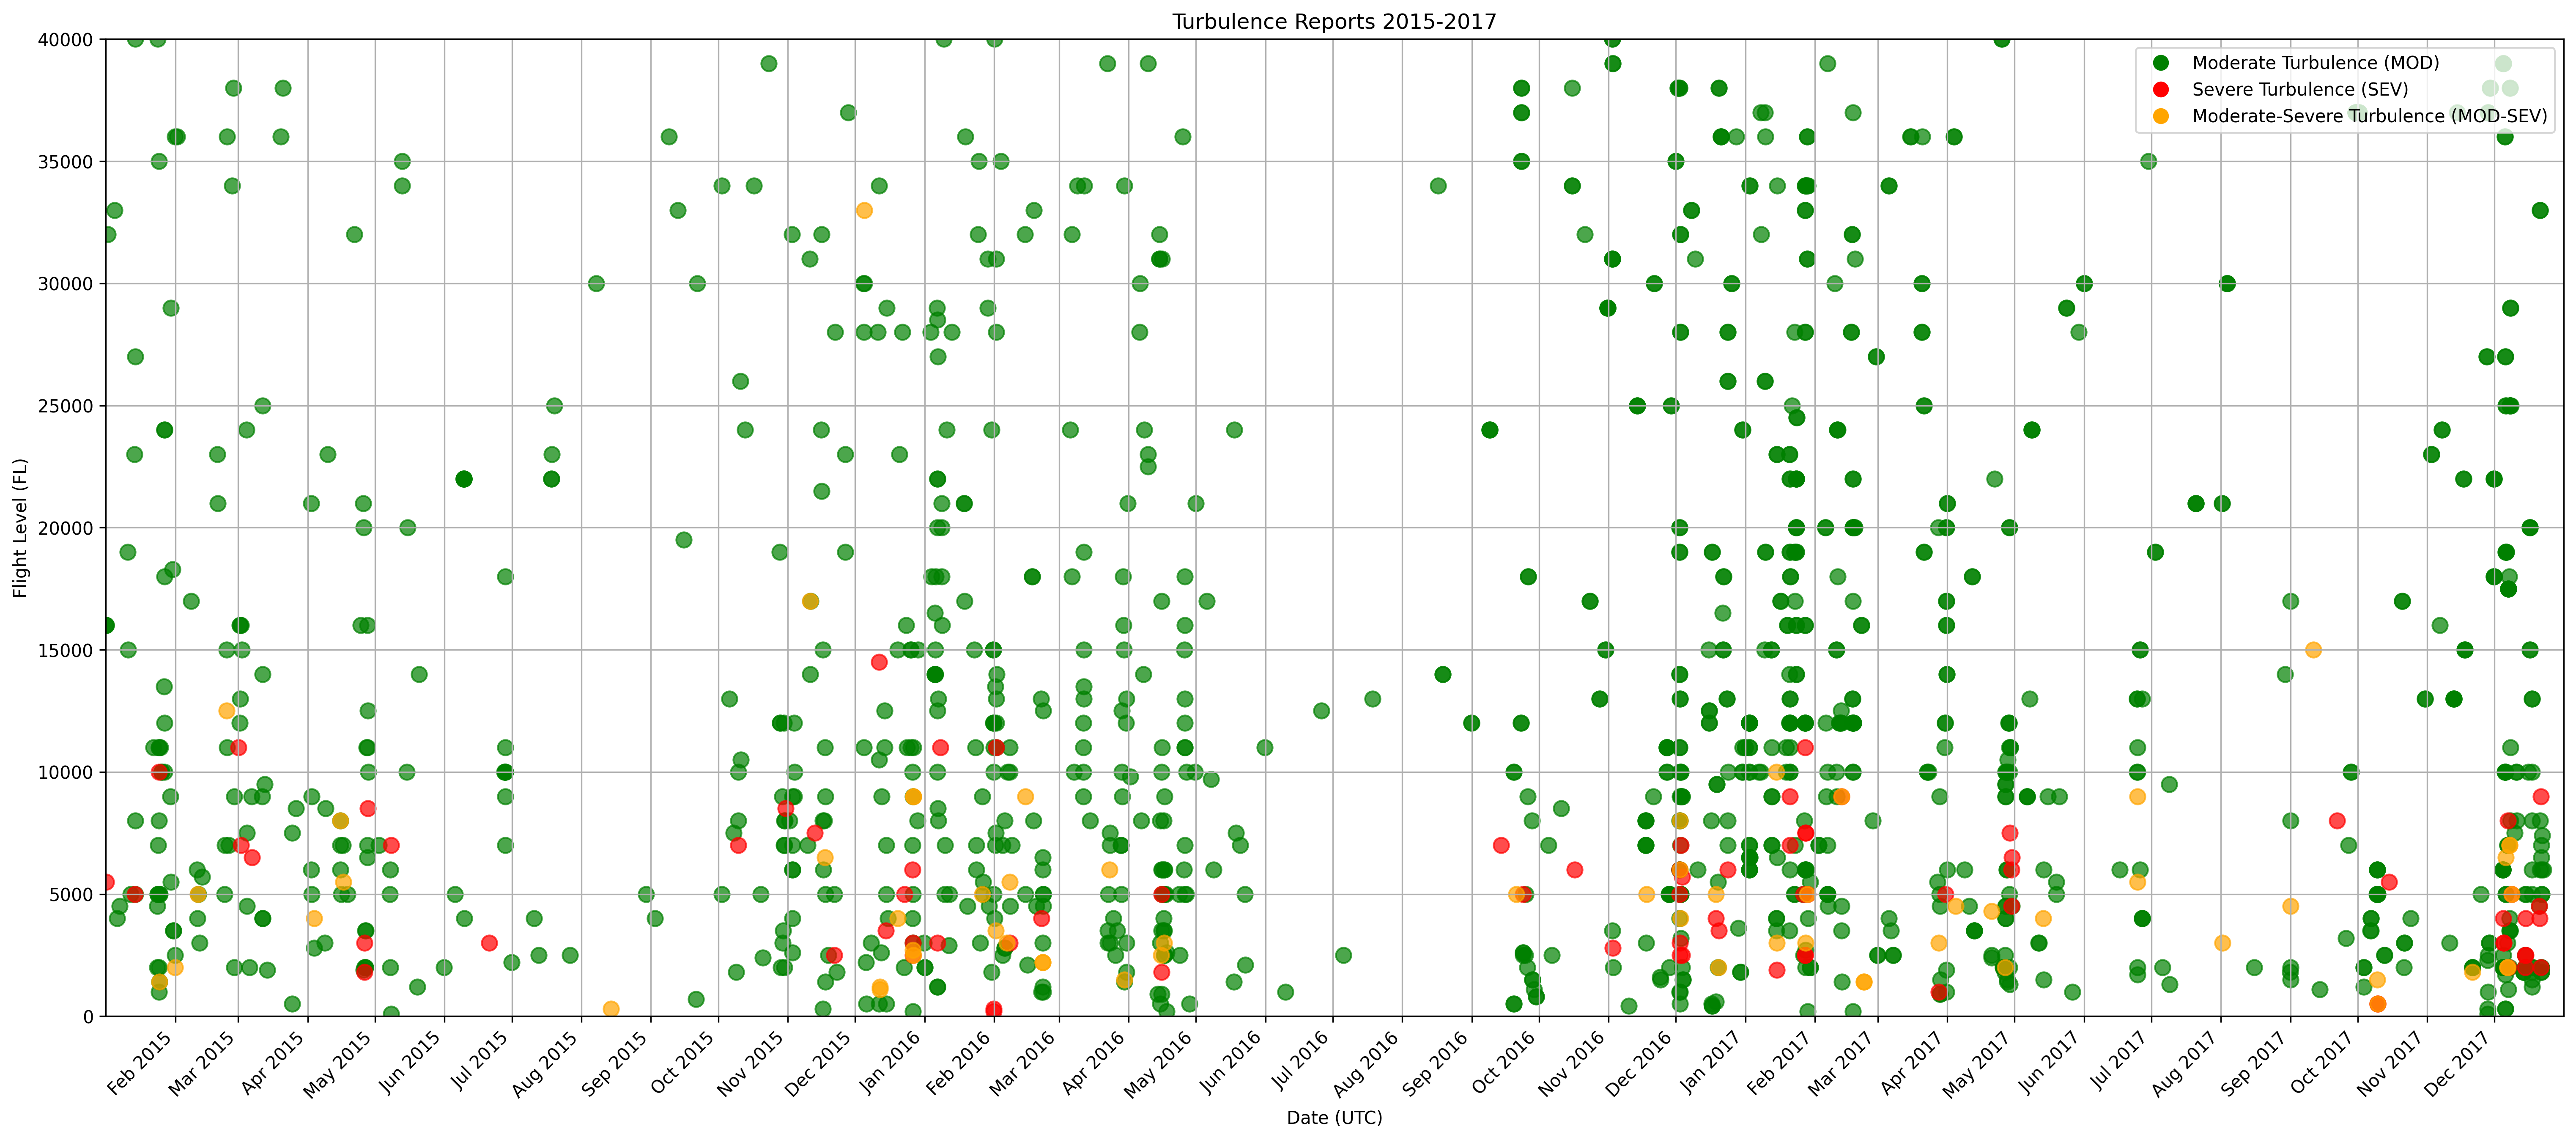 Turbulence Reports 2015-2017
Flight Level (FL)
40000
35000
30000
25000
20000
15000
10000
5000
0
Moderate Turbulence (MOD)
Severe Turbulence (SEV)
Moderate-Severe Turbulence (MOD-SEV)
Feb 2015
Mar 2015
Apr 2015
May 2015
Jun 2015
Jul 2015
Aug 2015
Sep 2015
Oct 2015
Nov 2015
Dec 2015
Jan 2016
Feb 2016
Mar 2016
Apr 2016
May 2016
Jun 2016
Jul 2016
Aug 2016
Sep 2016
Oct 2016
Nov 2016
Dec 2016
Jan 2017
Feb 2017
Mar 2017
Apr 2017
May 2017
Jun 2017
Jul 2017
Aug 2017
Sep 2017
Oct 2017
Nov 2017
Dec 2017
Date (UTC)